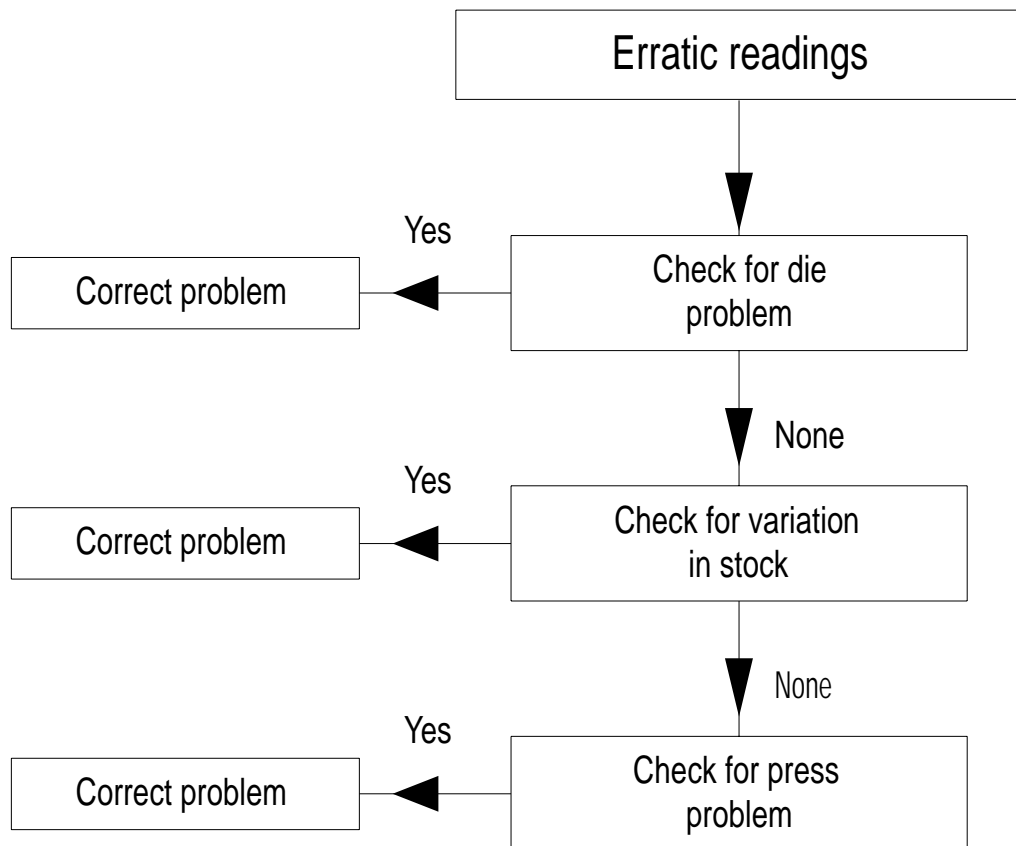 Erratic readings
Yes
Correct problem
Check for die
problem
None
Yes
Correct problem
Check for variation
in stock
None
Yes
Correct problem
Check for press
problem